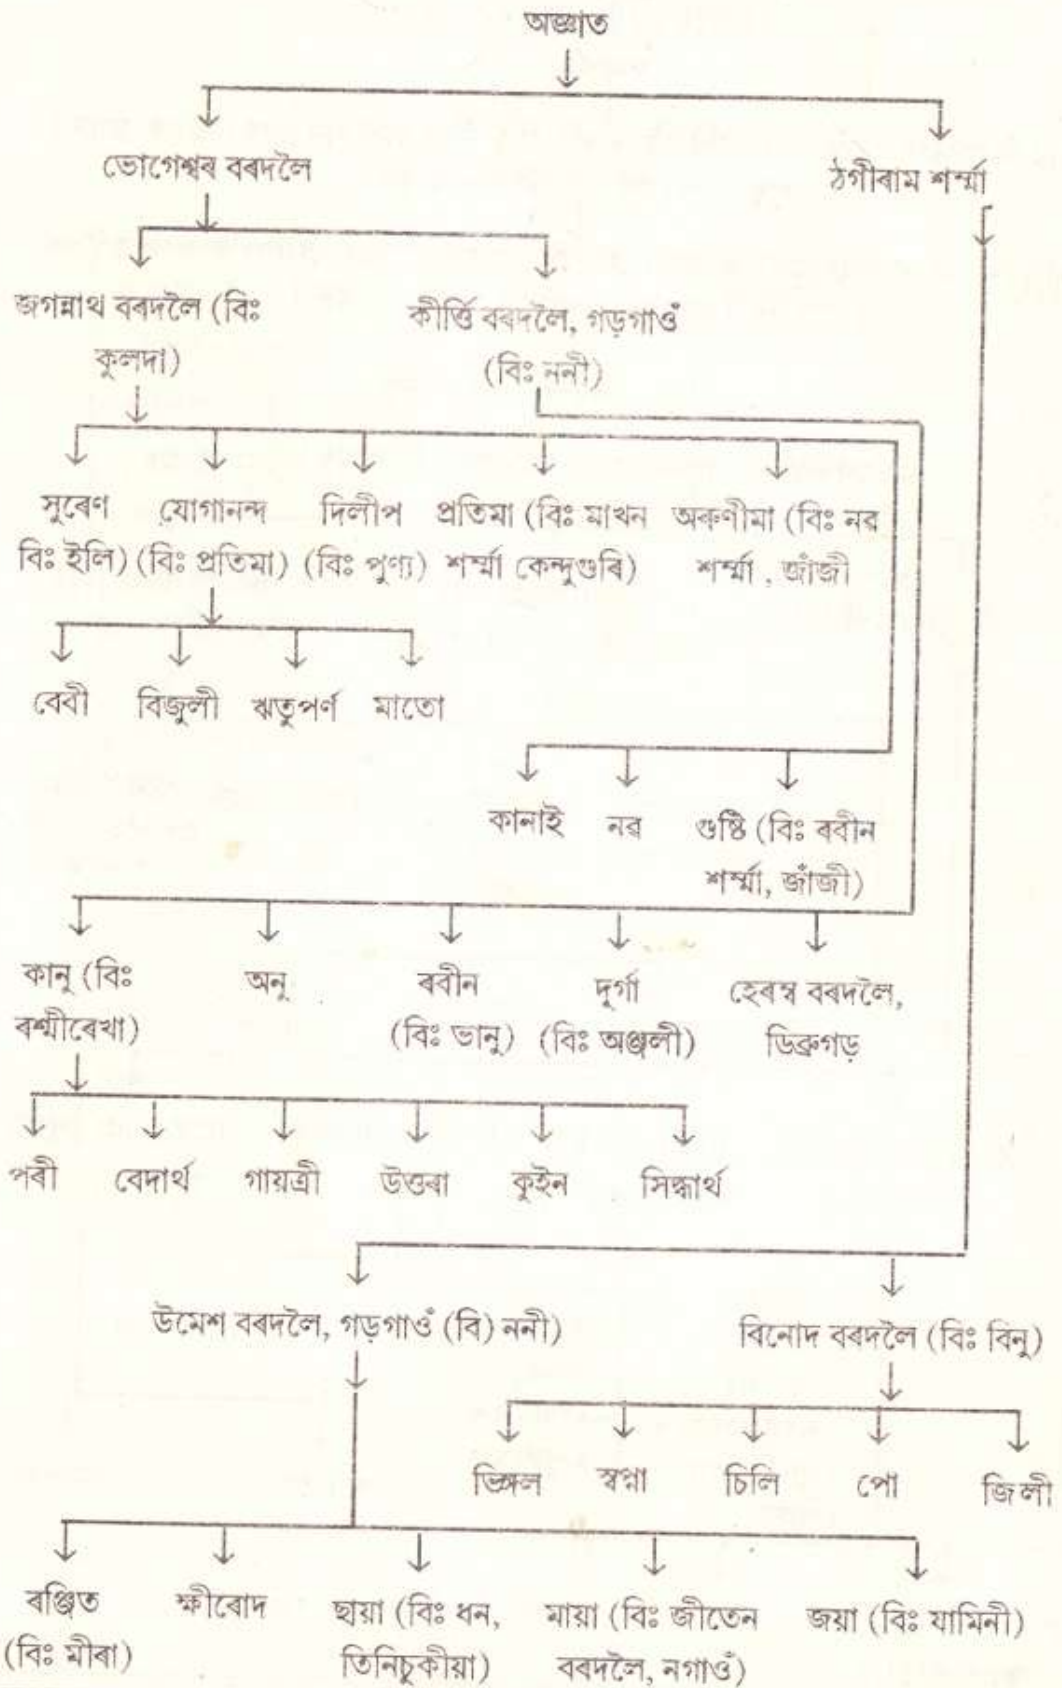 অজ্ঞাত
ভোগেশ্বৰ বৰদলৈ ঠগীৰাম শৰ্ম্মা
জগন্নাথ বৰদলৈ (বিঃ কীৰ্ত্তি বৰদলৈ, গড়গাওঁ
কুলদা) (বিঃ ননী)
সুৰেণ যোগানন্দ দিলীপ প্ৰতিমা (বিঃ মাখন অৰুণীমা (বিঃ নৱ
বিঃ ইলি) (বিঃ প্ৰতিমা) (বিঃ পুণ্য) শৰ্ম্মা কেন্দুগুৰি) শৰ্ম্মা , জাঁজী
বেবী বিজুলী ঋতুপৰ্ণ মাতো
কানাই নৱ গুষ্টি (বিঃ ৰবীন
শৰ্ম্মা, জাঁজী)
কানু (বিঃ অনু ৰবীন দুৰ্গা হেৰম্ব বৰদলৈ,
ৰশ্মীৰেখা) (বিঃ ভানু) (বিঃ অঞ্জলী) ডিব্ৰুগড়
পৰী বেদাৰ্থ গায়ত্ৰী উত্তৰা কুইন সিদ্ধাৰ্থ
উমেশ বৰদলৈ, গড়গাওঁ (বি) ননী) বিনোদ বৰদলৈ (বিঃ বিনু)
ভিঙ্গল স্বপ্না চিলি পো জিলী
ৰঞ্জিত ক্ষীৰোদ ছায়া (বিঃ ধন, মায়া (বিঃ জীতেন জয়া (বিঃ যামিনী)
(বিঃ মীৰা) তিনিচুকীয়া) বৰদলৈ, নগাওঁ)